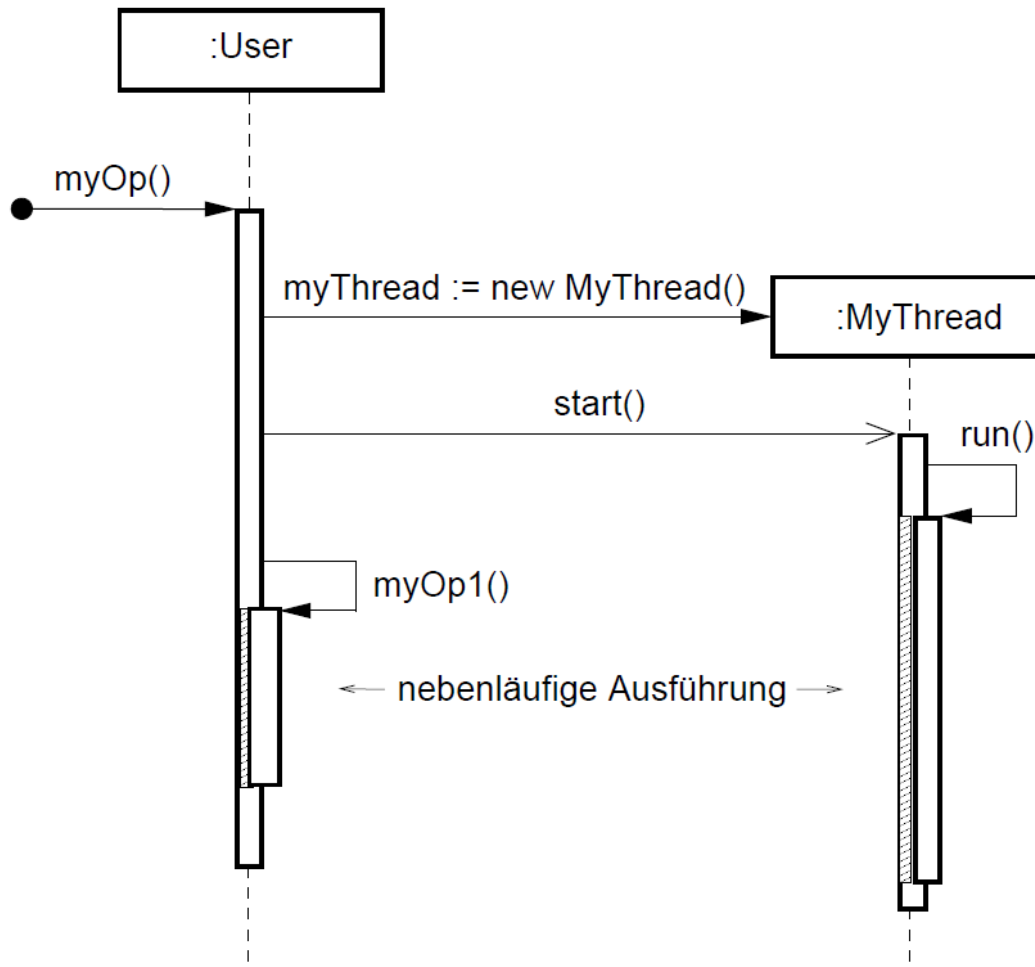 :User
myOp()
myThread := new MyThread()
:MyThread
start()
run()
myOp1()
nebenläufige Ausführung